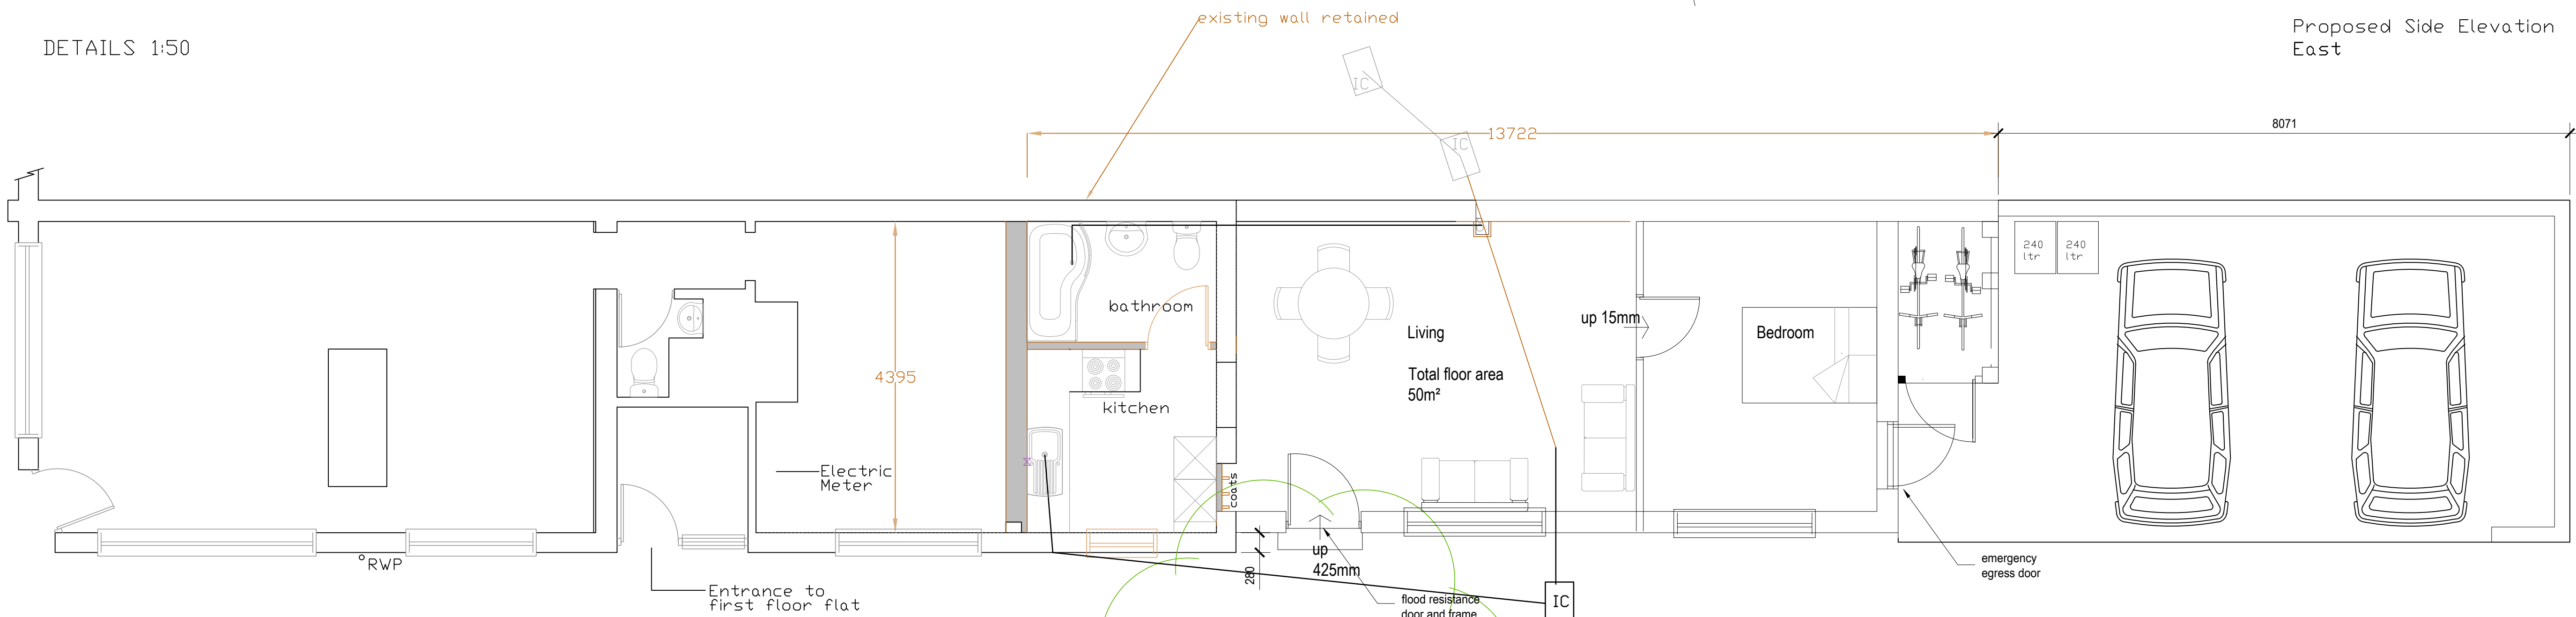 existing wall retained
Proposed Side Elevation
East
DETAILS 1:50
IC
8071
13722
IC
240
ltr
240
ltr
bathroom
up 15mm
Living
Bedroom
4395
Total floor area
50m²
kitchen
Electric
Meter
coats
up
425mm
280
°RWP
emergency
egress door
Entrance to
first floor flat
flood resistance
door and frame
IC